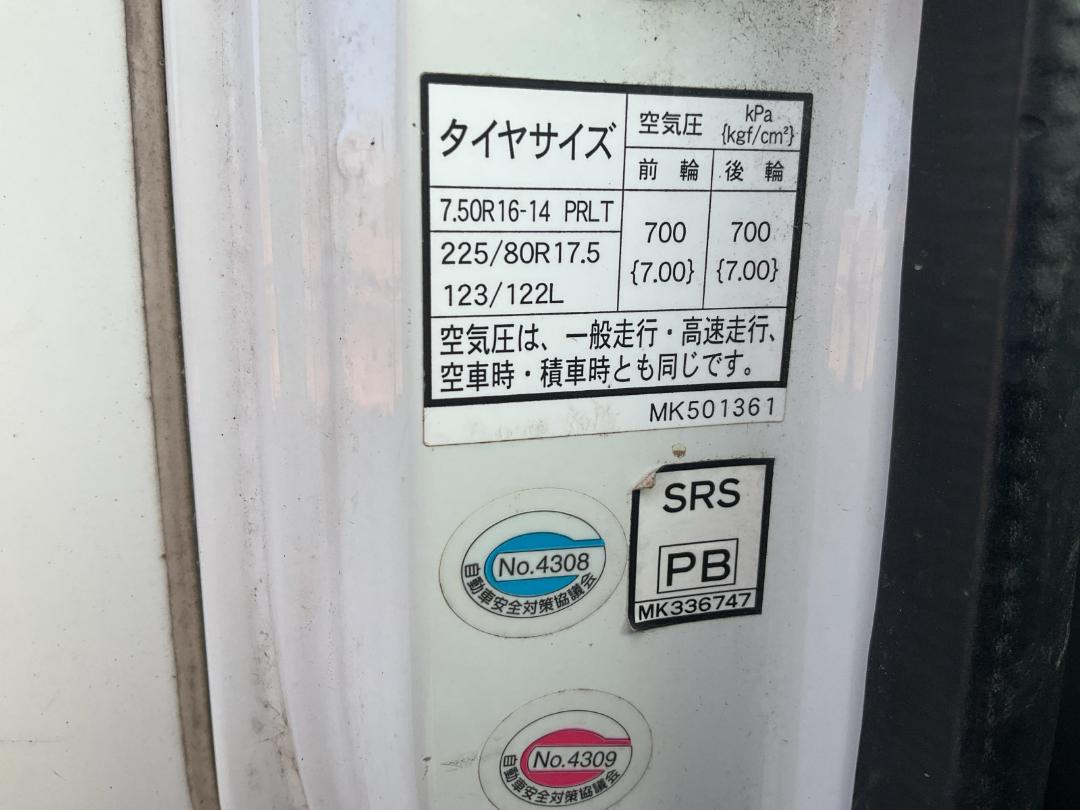 タイヤサイズ
空気圧 kPa {kgf/cm²}
前輪 後輪
7.50R16-14 PRLT
225/80R17.5
123/122L
700 700
{7.00} {7.00}
空気圧は、一般走行・高速走行、
空車時・積車時とも同じです。
MK501361
SRS
PB
MK336747
No.4308
自動車安全対策協議会
No.4309
自動車安全対策協議会